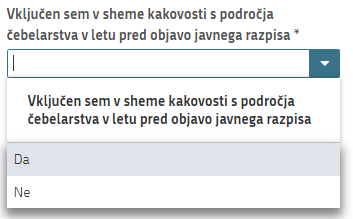 Vključen sem v sheme kakovosti s področja
čebelarstva v letu pred objavo javnega razpisa *
Vključen sem v sheme kakovosti s področja
čebelarstva v letu pred objavo javnega razpisa
Da
Ne